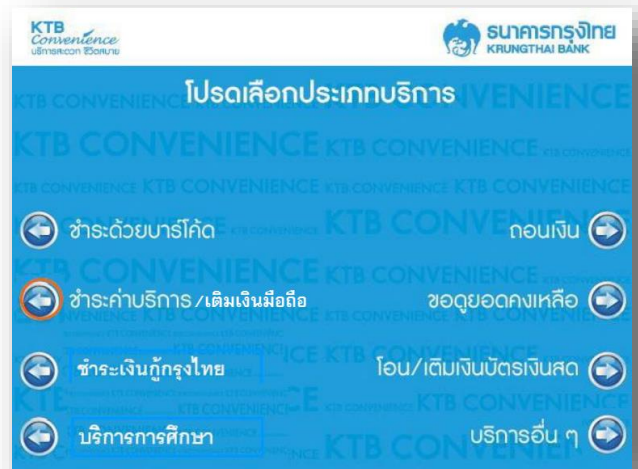 KTB
Convenience
บริการสะดวก ชีวิตสบาย
ธนาคารกรุงไทย
KRUNGTHAI BANK
โปรดเลือกประเภทบริการ
ชำระด้วยบาร์โค้ด
ถอนเงิน
ชำระค่าบริการ/เติมเงินมือถือ
ขอดูยอดคงเหลือ
ชำระเงินกู้กรุงไทย
โอน/เติมเงินบัตรเงินสด
บริการการศึกษา
บริการอื่น ๆ